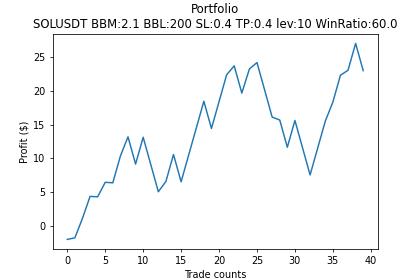 Portfolio
SOLUSDT BBM:2.1 BBL:200 SL:0.4 TP:0.4 lev:10 WinRatio:60.0
Profit ($)
25
20
15
10
5
0
0 5 10 15 20 25 30 35 40
Trade counts